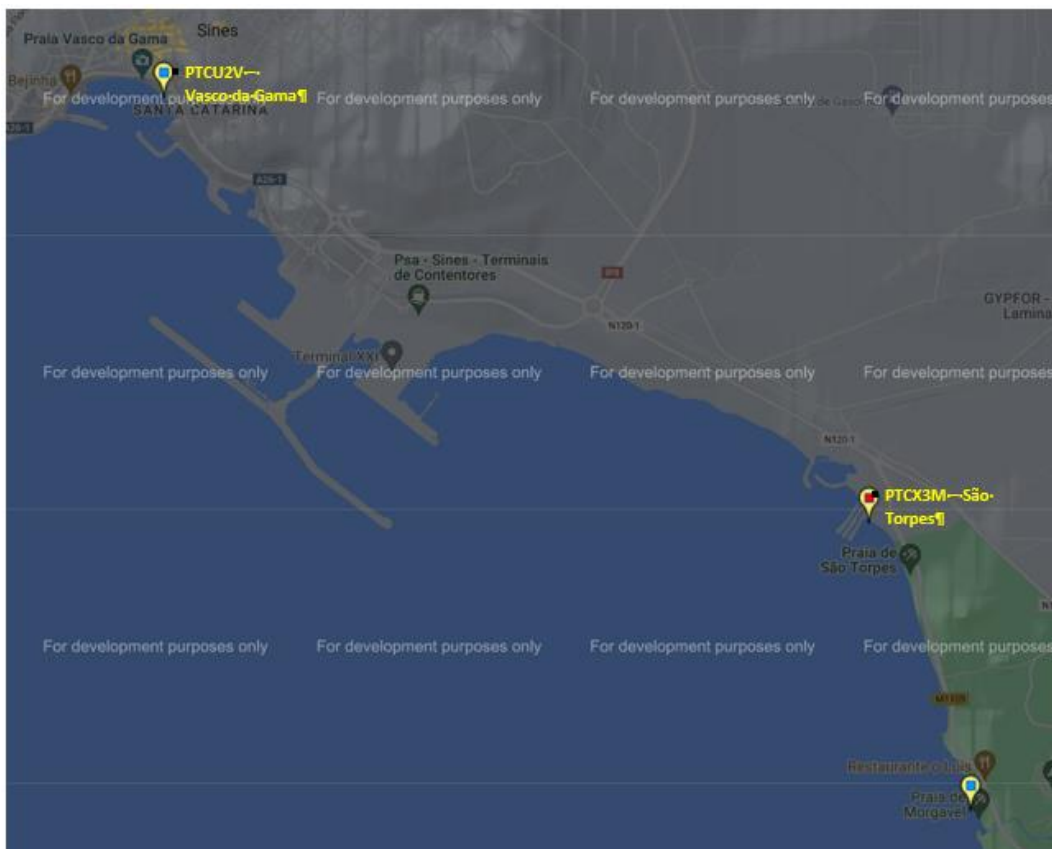 Sines
Praia Vasco da Gama
Bejinha
PTCU2V-–-
Vasco·da·Gama¶
For development purposes only
For development purposes only
For development purposes only
For development purposes
SANTA CATARINA
A26-1
Psa - Sines - Terminais
de Contentores
N120-1
GYPFOR -
Lamina
Terminal XXI
For development purposes only
For development purposes only
For development purposes only
For development purposes
N120-1
PTCX3M-–-São-
Torpes¶
Praia de
São Torpes
For development purposes only
For development purposes only
For development purposes only
For development purposes
Restaurante o Luis
Praia de
Morgavel